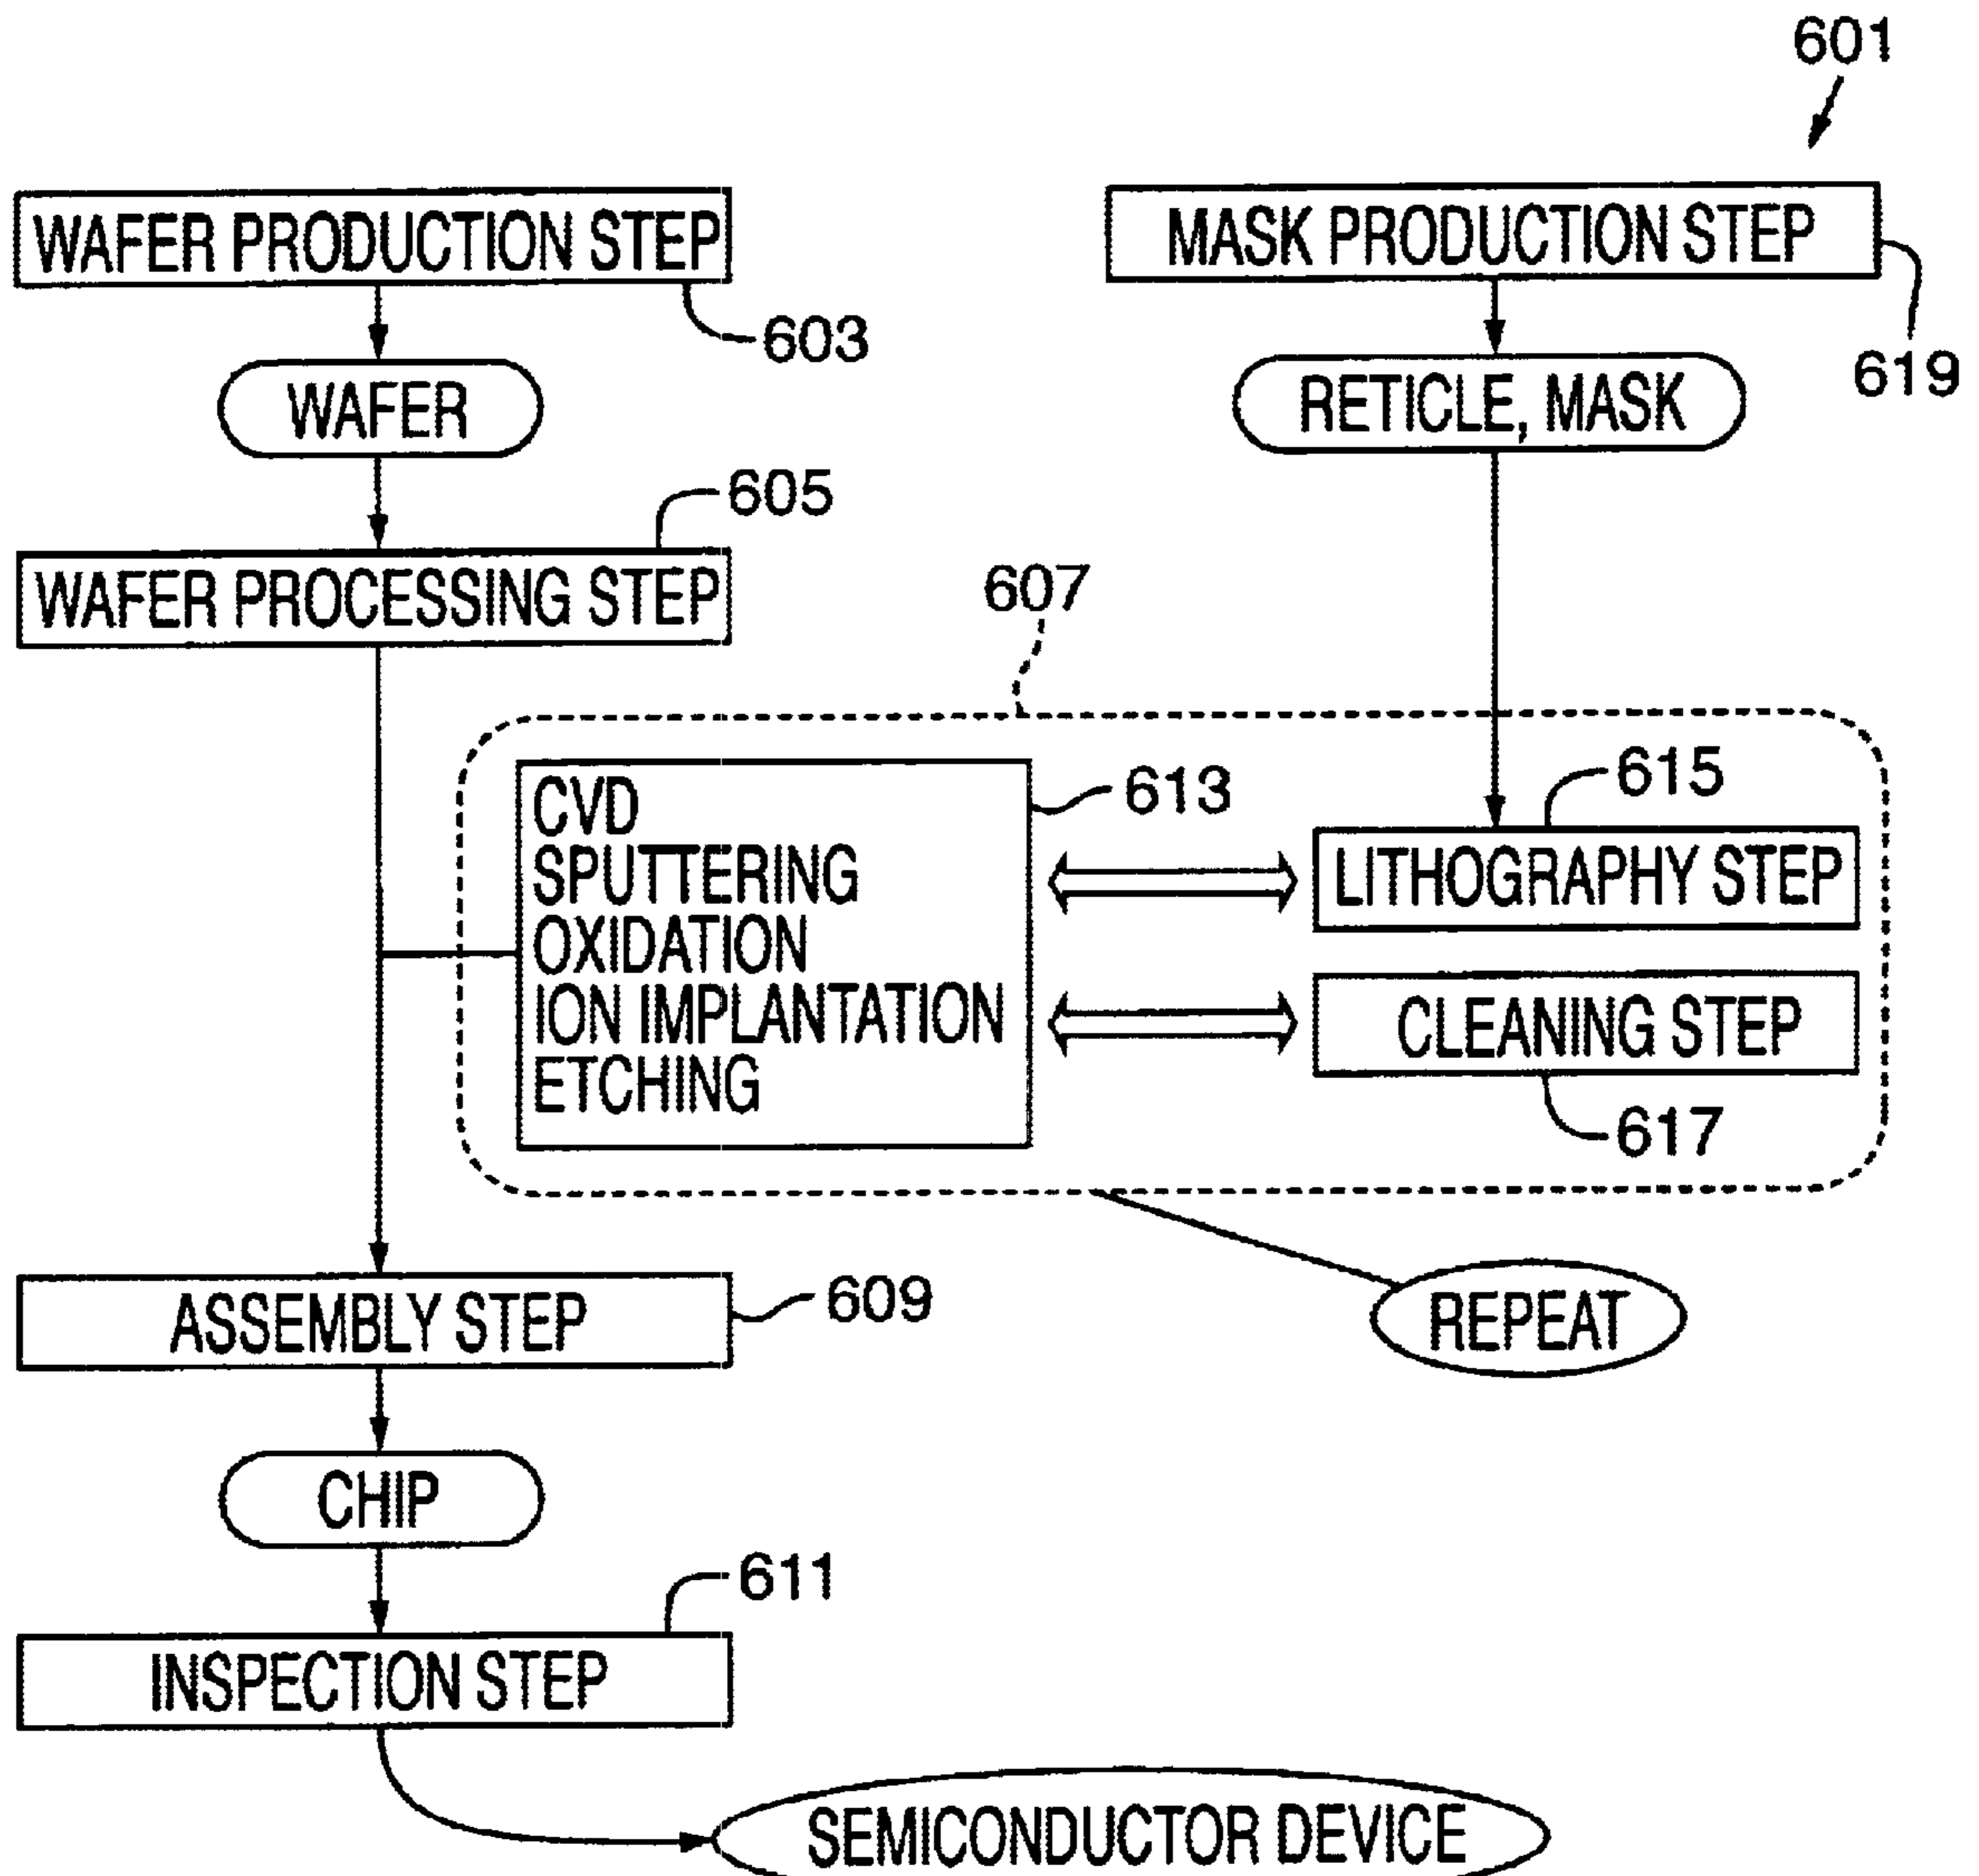 601
WAFER PRODUCTION STEP
603
WAFER
605
WAFER PROCESSING STEP
MASK PRODUCTION STEP
619
RETICLE, MASK
607
CVD
SPUTTERING
OXIDATION
ION IMPLANTATION
ETCHING
613
615
LITHOGRAPHY STEP
CLEANING STEP
617
REPEAT
ASSEMBLY STEP
609
CHIP
611
INSPECTION STEP
SEMICONDUCTOR DEVICE